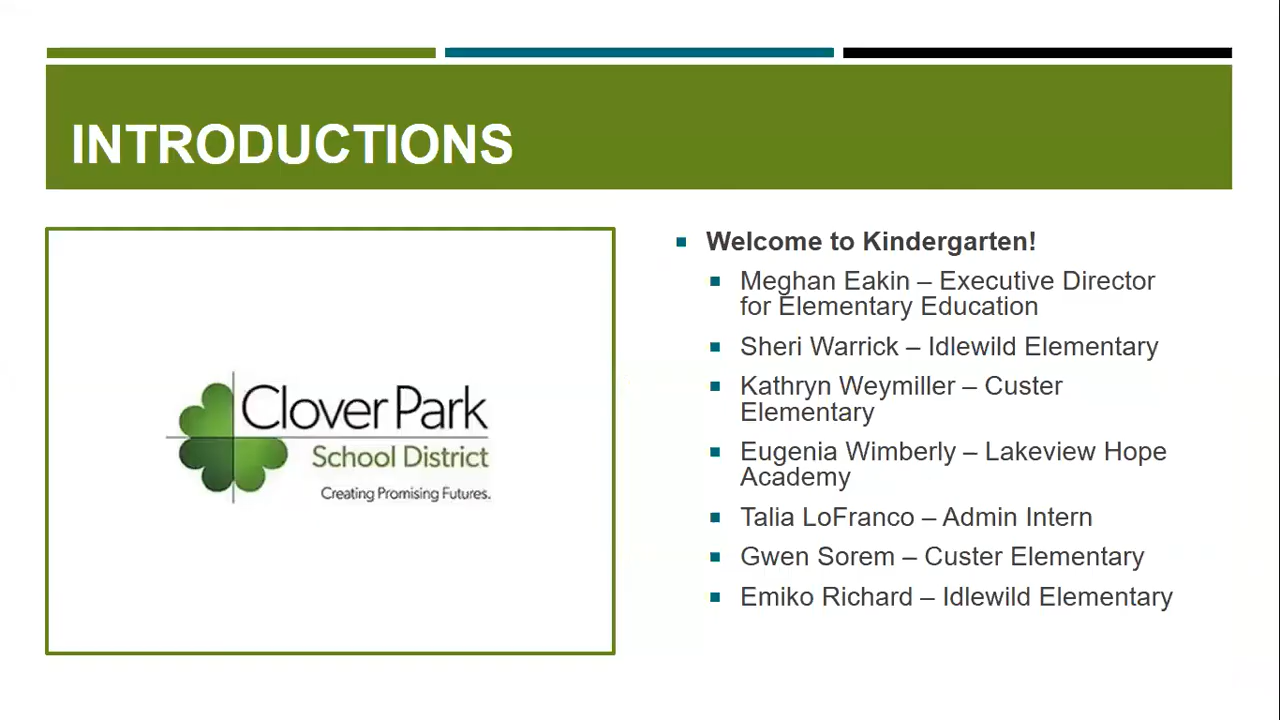 INTRODUCTIONS
Clover Park
School District
Creating Promising Futures.
Welcome to Kindergarten!
Meghan Eakin – Executive Director
for Elementary Education
Sheri Warrick – Idlewild Elementary
Kathryn Weymiller – Custer
Elementary
Eugenia Wimberly – Lakeview Hope
Academy
Talia LoFranco – Admin Intern
Gwen Sorem – Custer Elementary
Emiko Richard – Idlewild Elementary